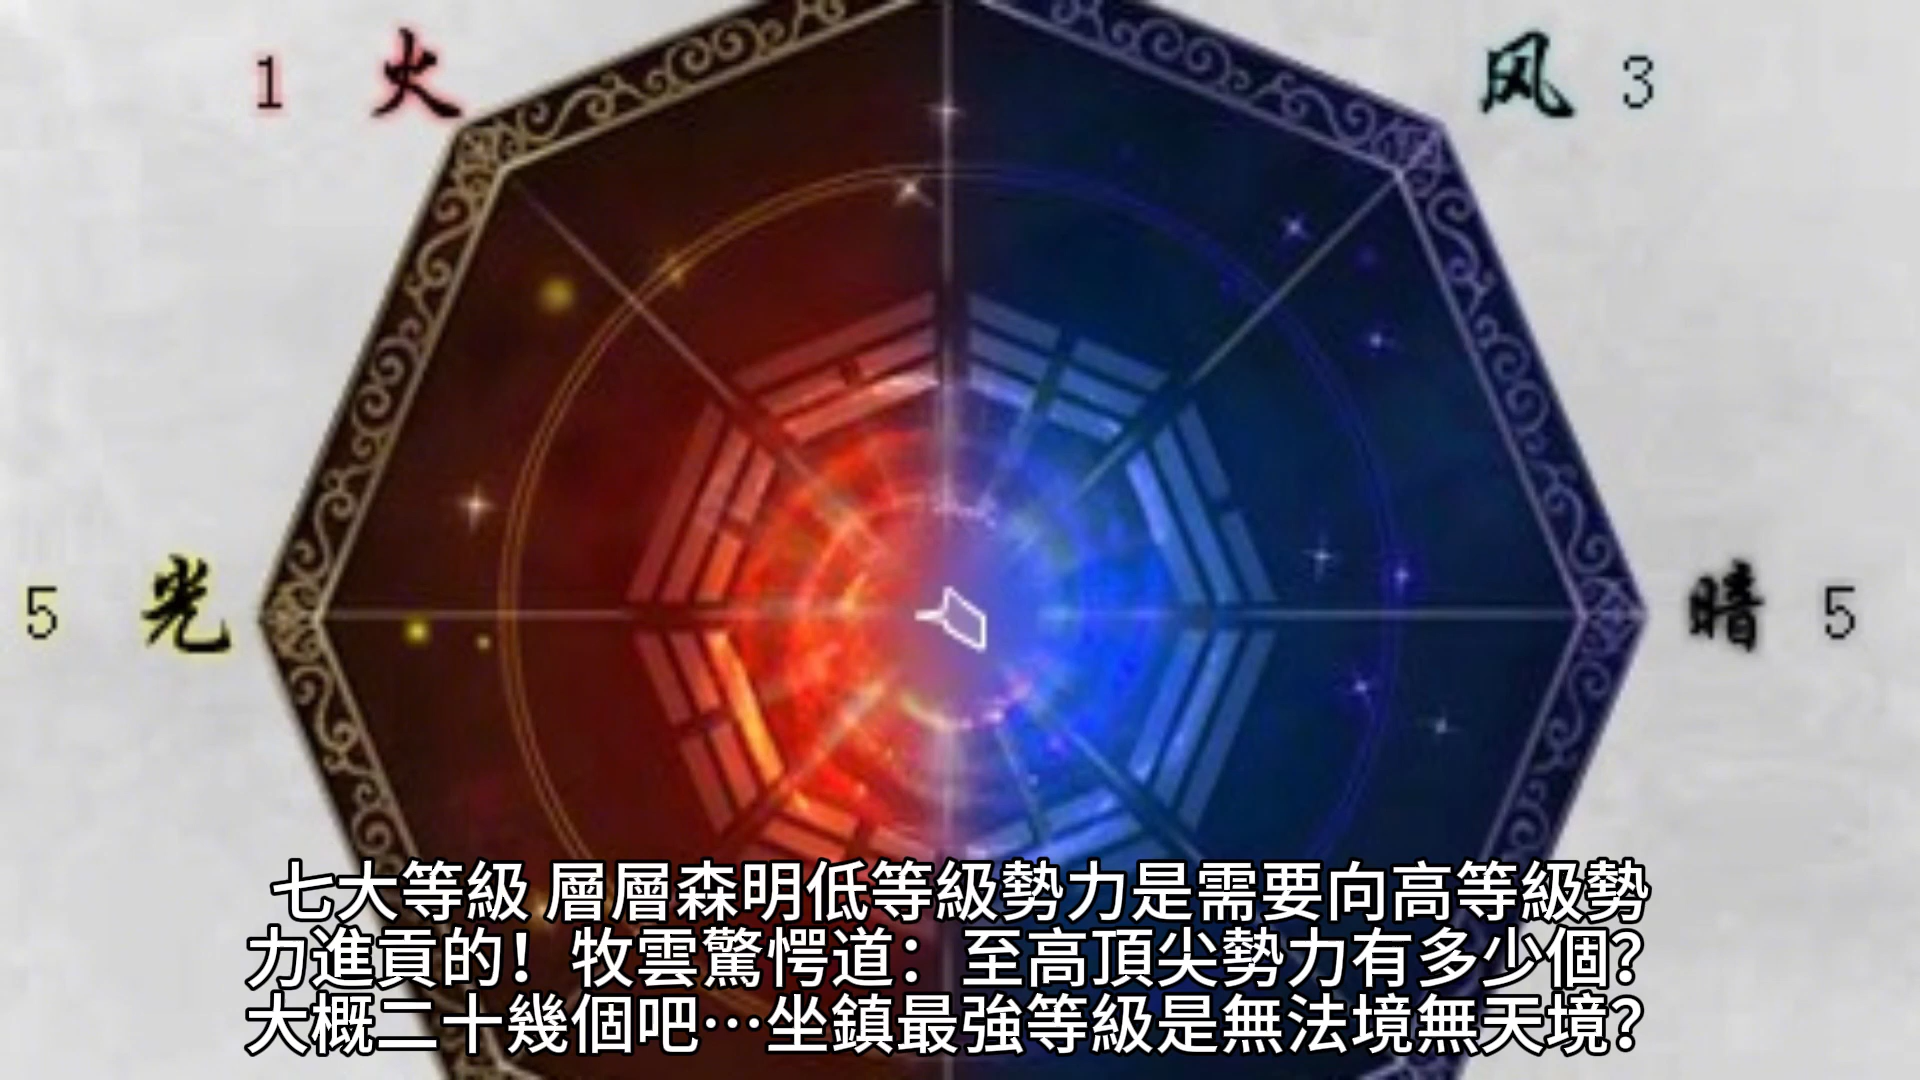 1 火
风 3
5 光
暗 5
七大等級 層層森明低等級勢力是需要向高等級勢
力進貢的！牧雲驚愕道：至高頂尖勢力有多少個？
大概二十幾個吧…坐鎮最強等級是無法境無天境？